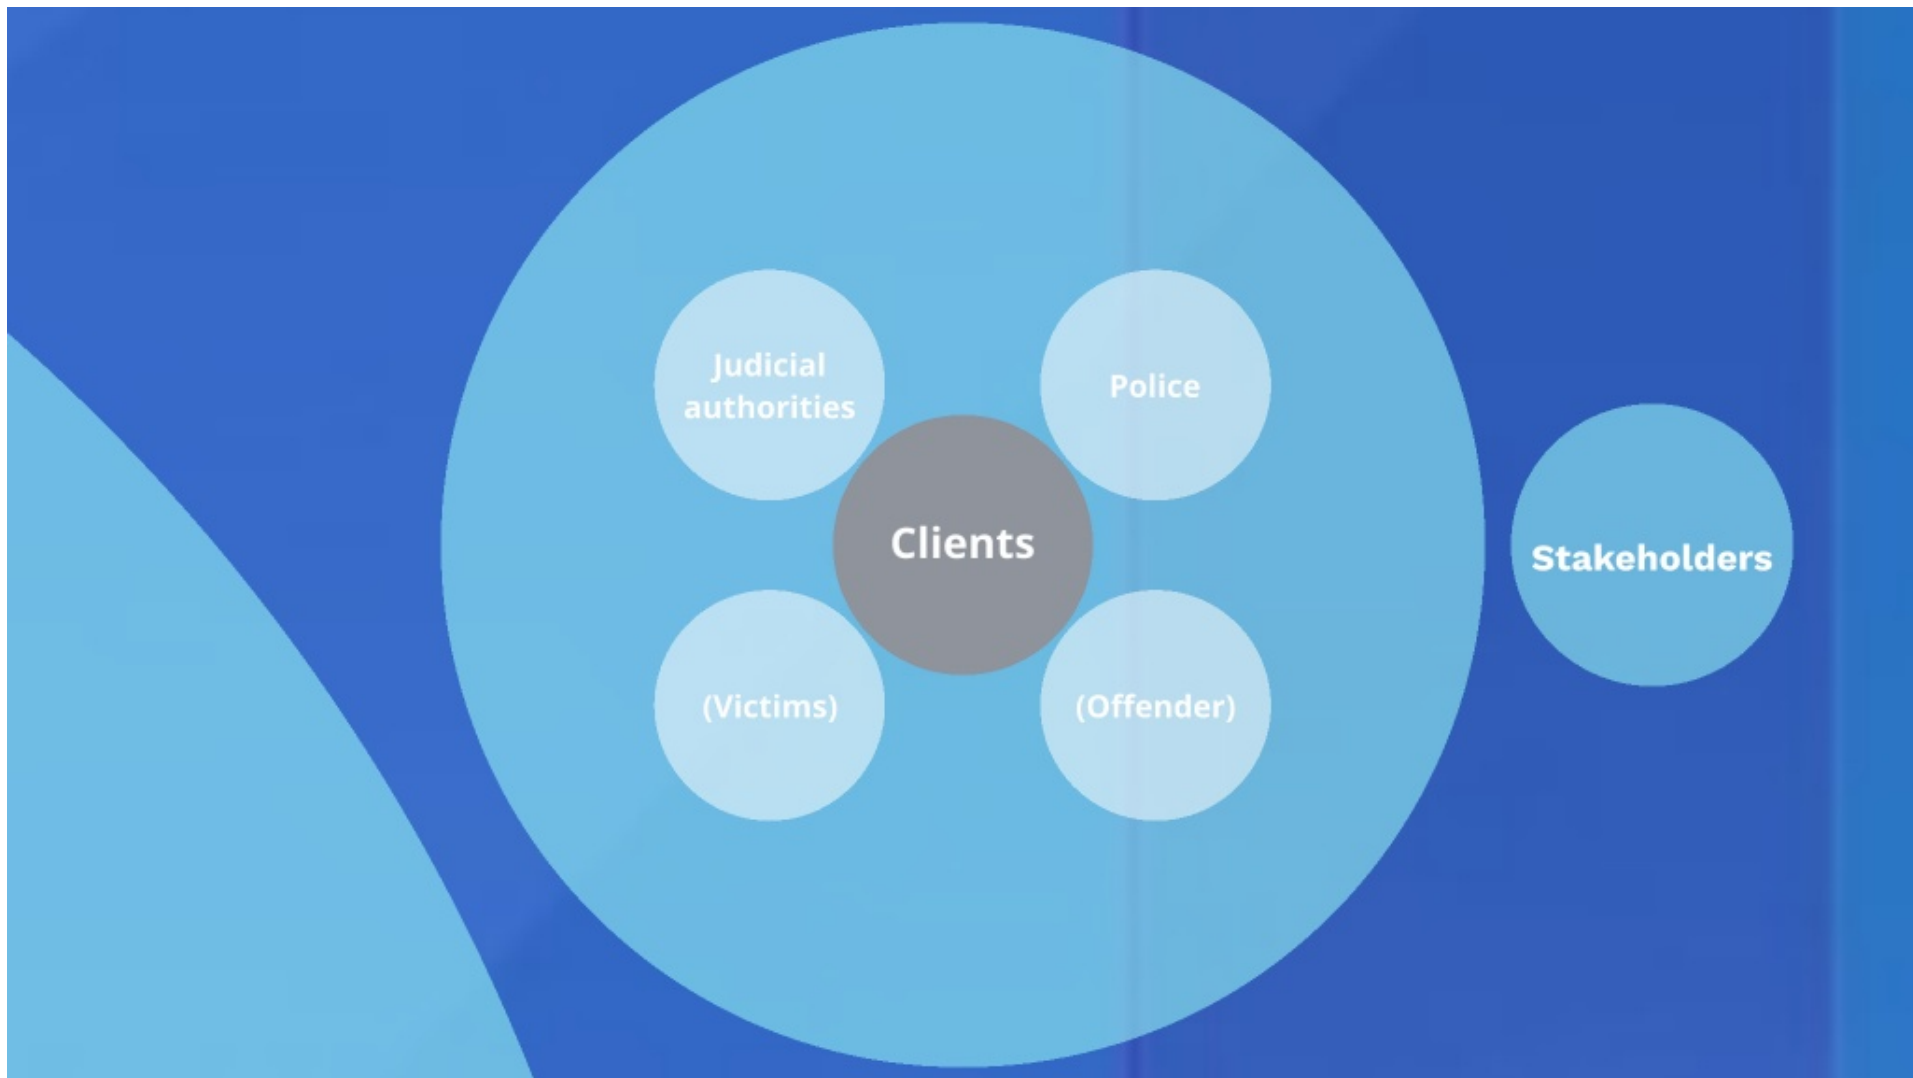 Judicial
authorities
Police
Clients
Stakeholders
(Victims)
(Offender)